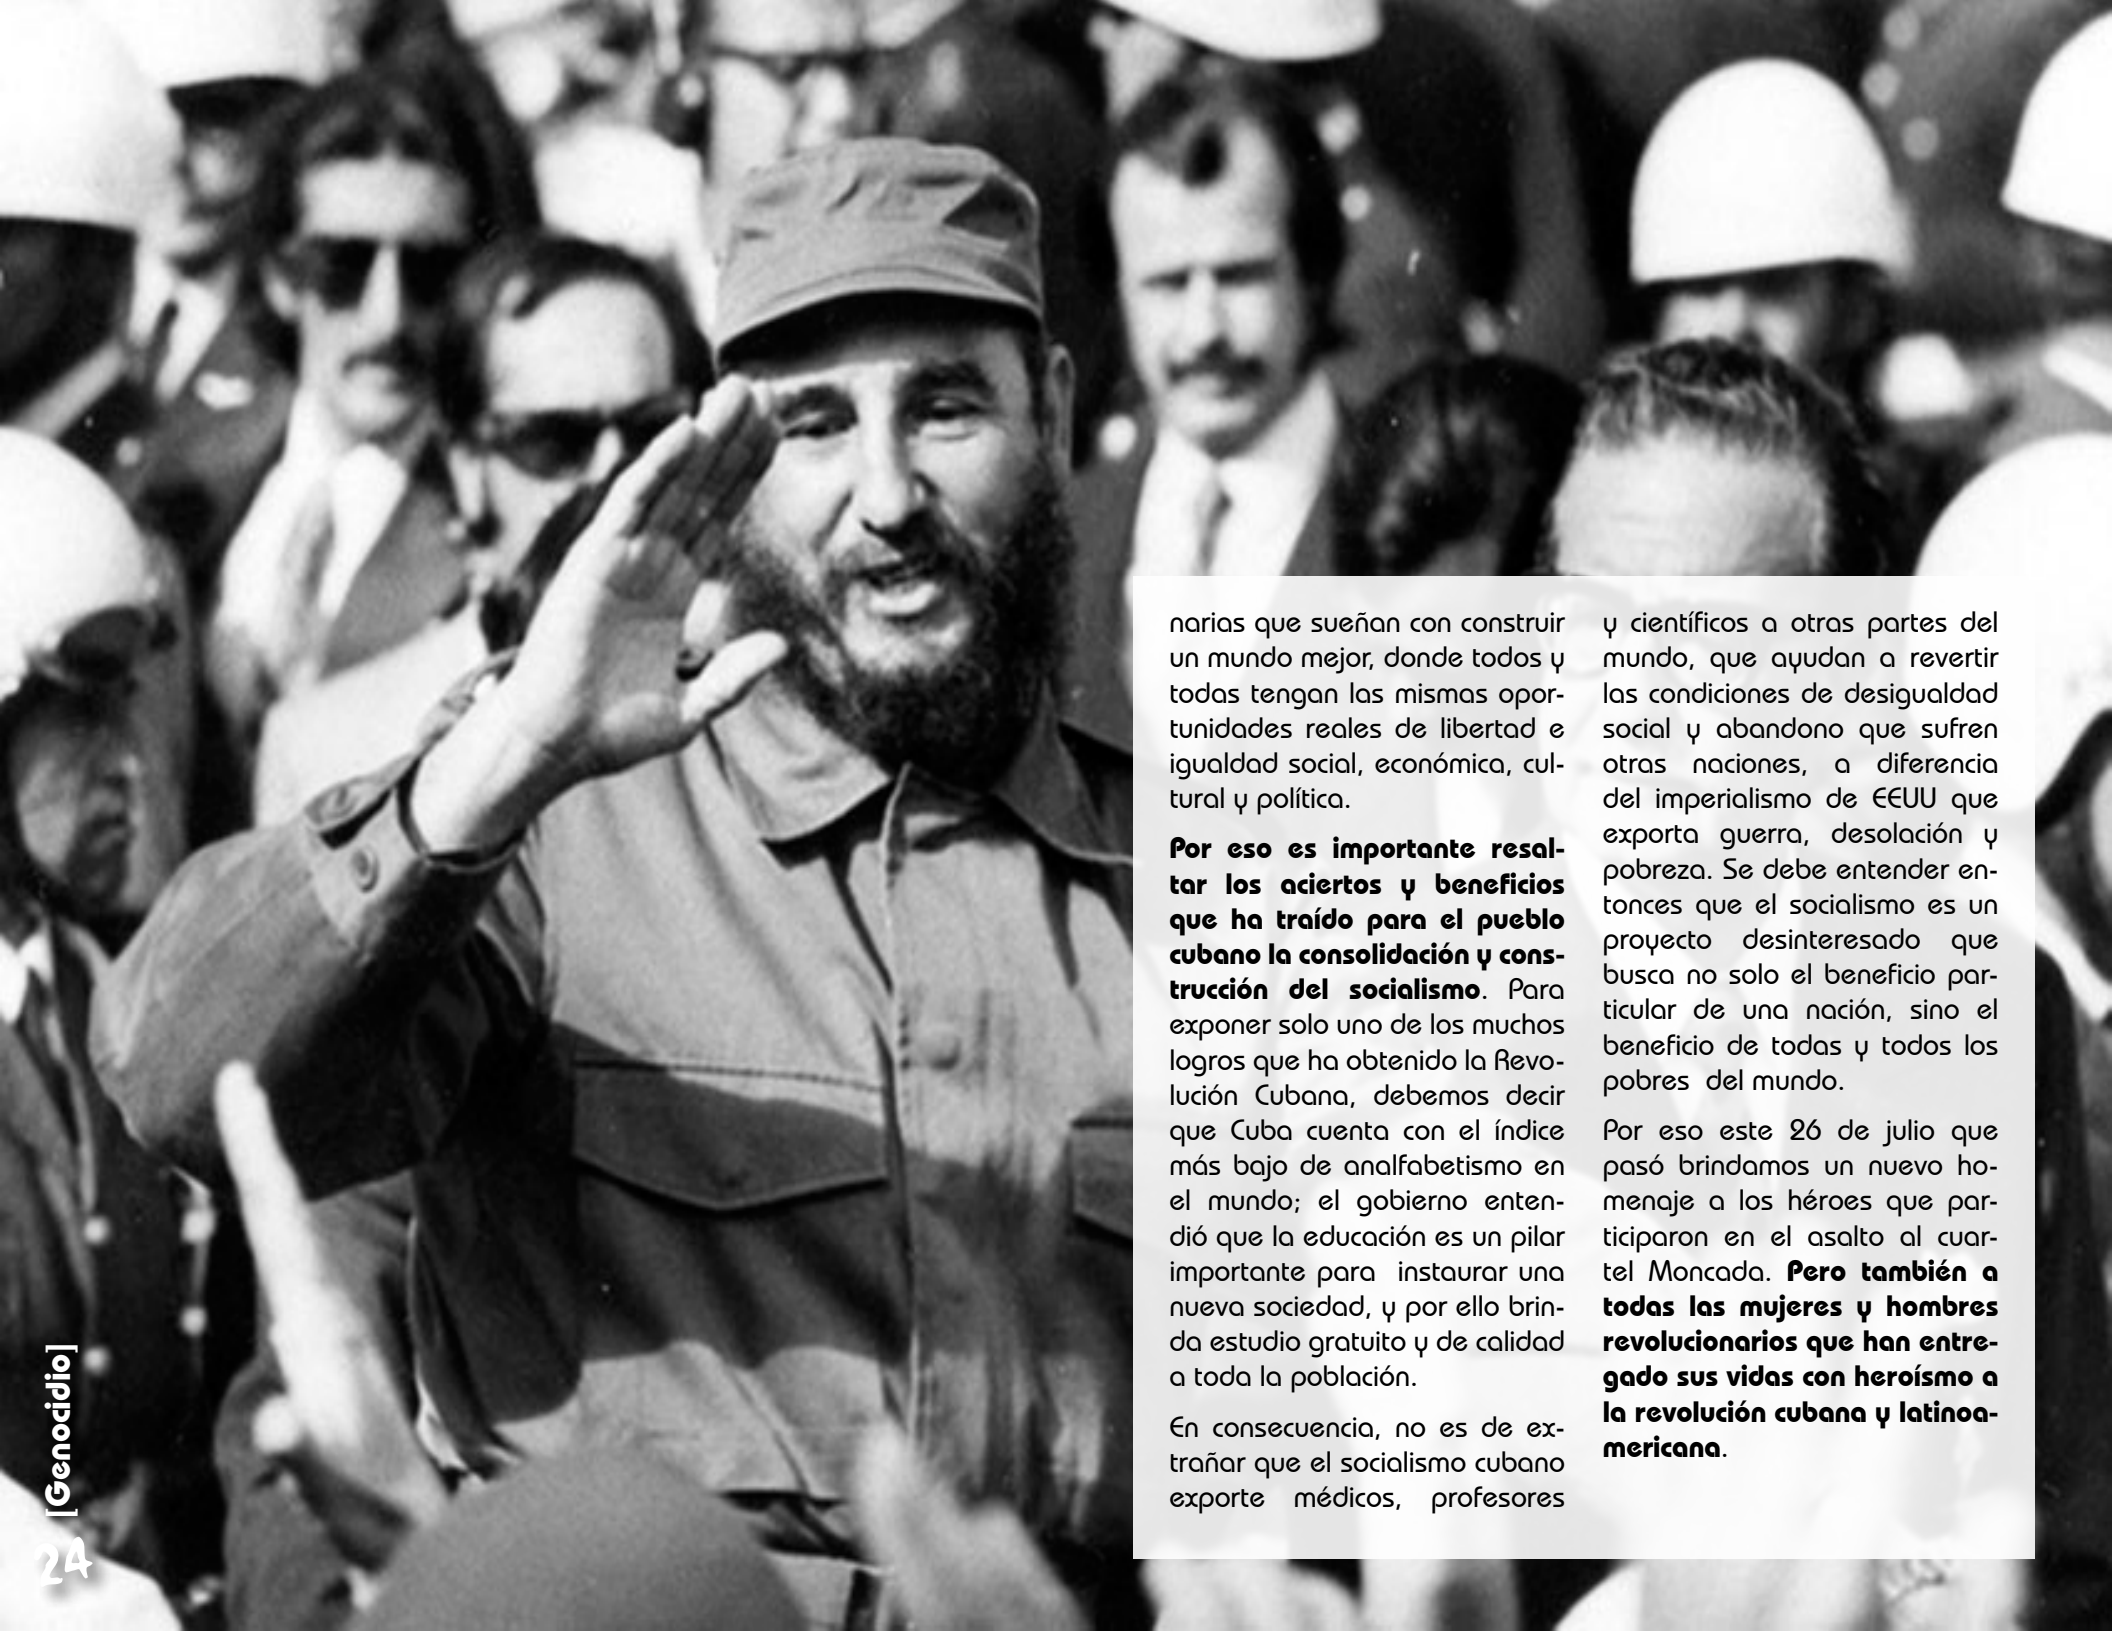 narias que sueñan con construir
un mundo mejor, donde todos y
todas tengan las mismas opor-
tunidades reales de libertad e
igualdad social, económica, cul-
tural y política.
Por eso es importante resal-
tar los aciertos y beneficios
que ha traído para el pueblo
cubano la consolidación y cons-
trucción del socialismo. Para
exponer solo uno de los muchos
logros que ha obtenido la Revo-
lución Cubana, debemos decir
que Cuba cuenta con el índice
más bajo de analfabetismo en
el mundo; el gobierno enten-
dió que la educación es un pilar
importante para instaurar una
nueva sociedad, y por ello brin-
da estudio gratuito y de calidad
a toda la población.
En consecuencia, no es de ex-
trañar que el socialismo cubano
exporte médicos, profesores
y científicos a otras partes del
mundo, que ayudan a revertir
las condiciones de desigualdad
social y abandono que sufren
otras naciones, a diferencia
del imperialismo de EEUU que
exporta guerra, desolación y
pobreza. Se debe entender en-
tonces que el socialismo es un
proyecto desinteresado que
busca no solo el beneficio par-
ticular de una nación, sino el
beneficio de todas y todos los
pobres del mundo.
Por eso este 26 de julio que
pasó brindamos un nuevo ho-
menaje a los héroes que par-
ticiparon en el asalto al cuar-
tel Moncada. Pero también a
todas las mujeres y hombres
revolucionarios que han entre-
gado sus vidas con heroísmo a
la revolución cubana y latinoa-
mericana.
[Genocidio]
24